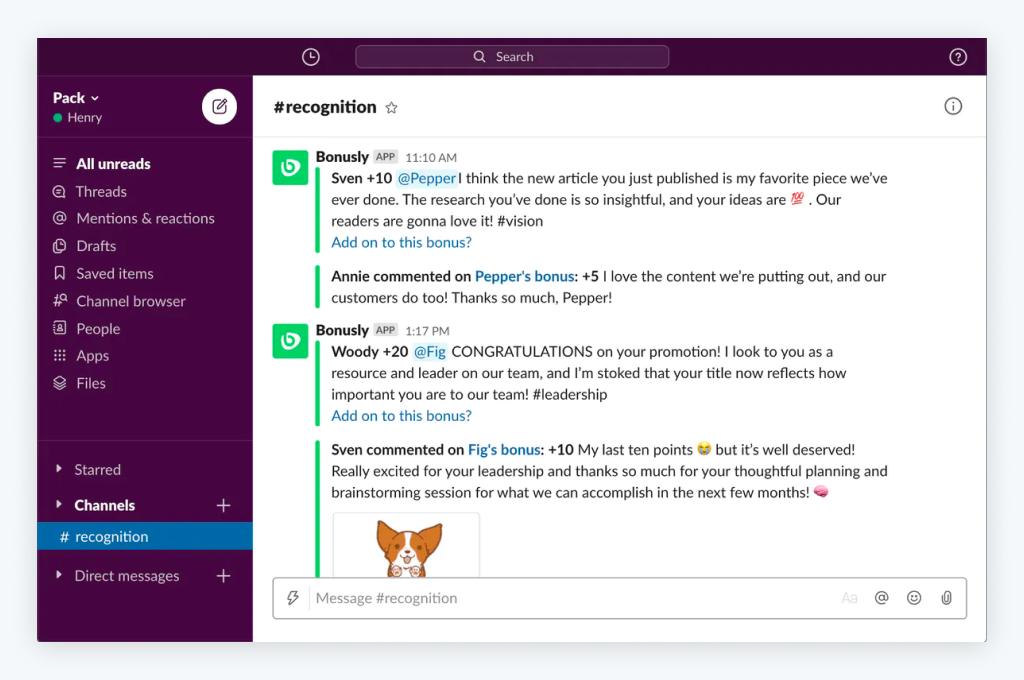 Search
Pack
Henry
All unreads
Threads
Mentions & reactions
Drafts
Saved items
Channel browser
People
Apps
Files
Starred
Channels
# recognition
Direct messages
#recognition
Bonusly APP 11:10 AM
Sven +10 @Pepper I think the new article you just published is my favorite piece we’ve
ever done. The research you’ve done is so insightful, and your ideas are 💯 . Our
readers are gonna love it! #vision
Add on to this bonus?
Annie commented on Pepper's bonus: +5 I love the content we’re putting out, and our
customers do too! Thanks so much, Pepper!
Bonusly APP 1:17 PM
Woody +20 @Fig CONGRATULATIONS on your promotion! I look to you as a
resource and leader on our team, and I’m stoked that your title now reflects how
important you are to our team! #leadership
Add on to this bonus?
Sven commented on Fig's bonus: +10 My last ten points 😭 but it’s well deserved!
Really excited for your leadership and thanks so much for your thoughtful planning and
brainstorming session for what we can accomplish in the next few months! 🧠
Message #recognition
Aa